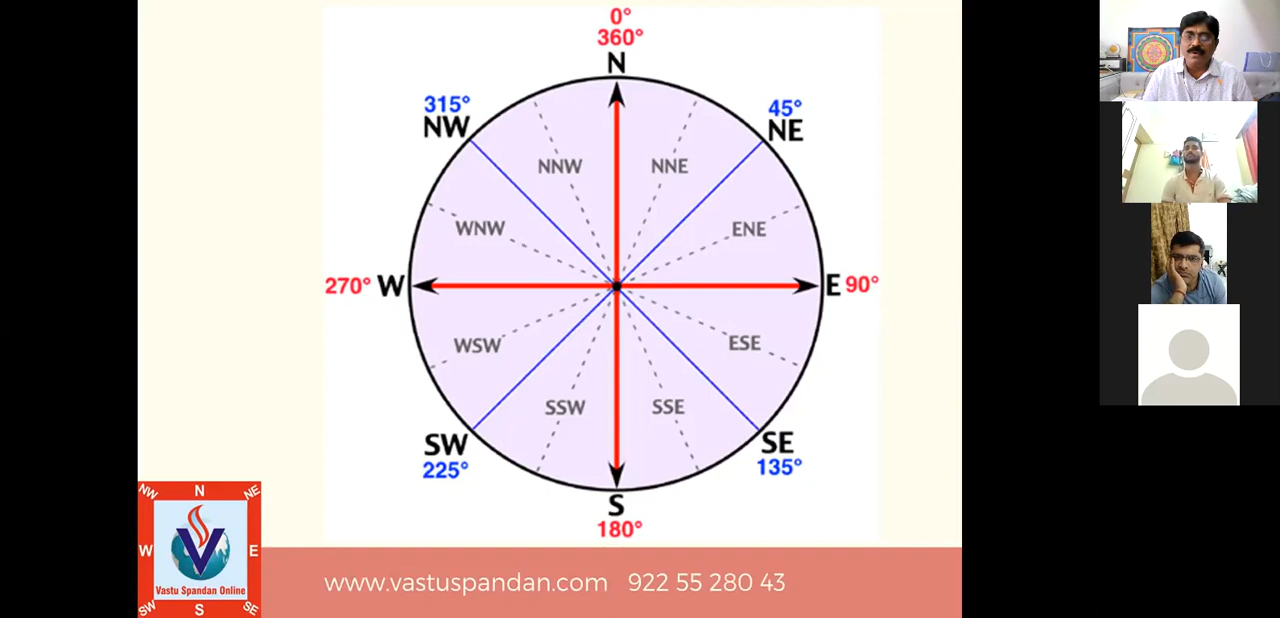 0°
360°
N
315°
NW
45°
NE
NNW
NNE
WNW
ENE
270° W
E 90°
WSW
ESE
SSW
SSE
SW
225°
SE
135°
S
180°
NW N NE
W
E
V
Vastu Spandan Online
SW S SE
www.vastuspandan.com 922 55 280 43